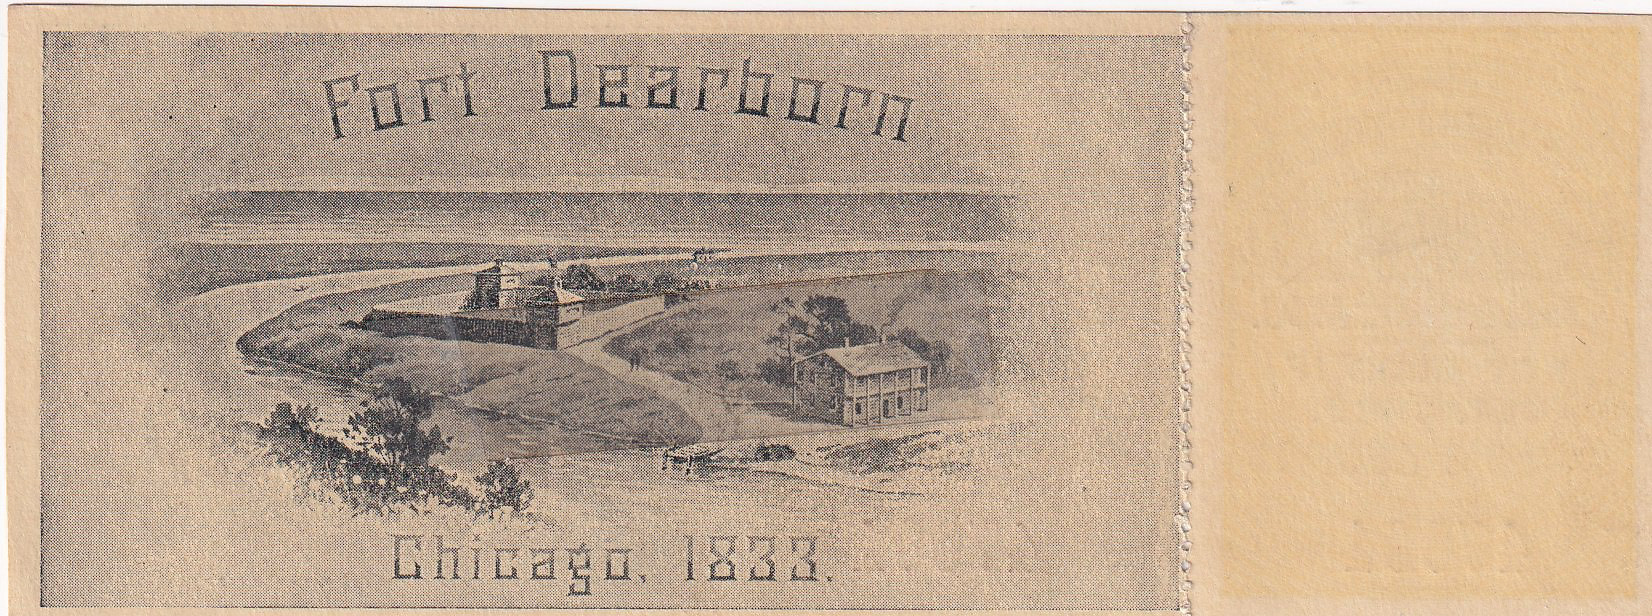 Fort Dearborn
Chicago, 1833.